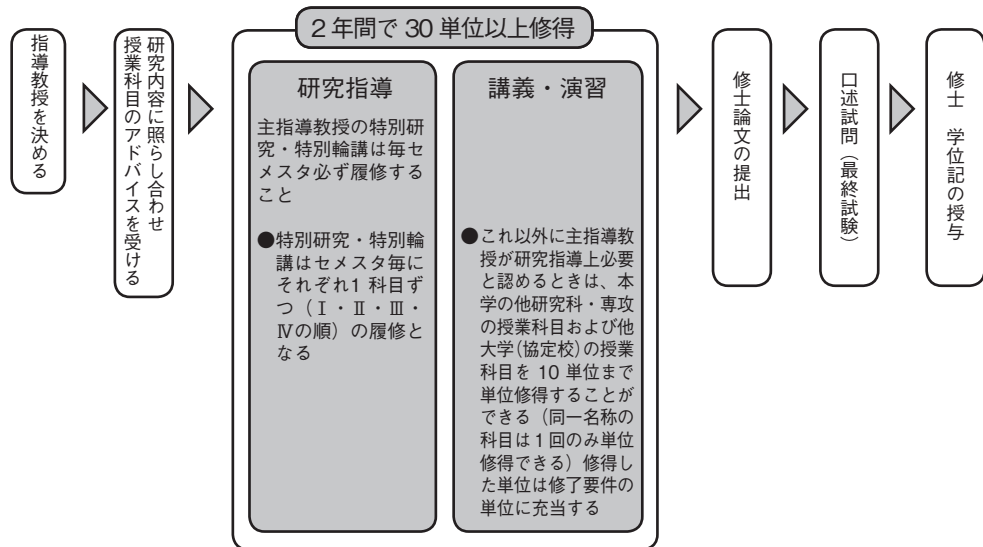 指導教授を決める
研究内容に照らし合わせ
授業科目のアドバイスを受ける
2年間で30単位以上修得
研究指導
主指導教授の特別研
究・特別輪講は毎セ
メスタ必ず履修する
こと
●特別研究・特別輪
講はセメスタ毎に
それぞれ1科目ず
つ（Ⅰ・Ⅱ・Ⅲ・
Ⅳの順）の履修と
なる
講義・演習
●これ以外に主指導教
授が研究指導上必要
と認めるときは、本
学の他研究科・専攻
の授業科目および他
大学(協定校)の授業
科目を10単位まで
単位修得することが
できる（同一名称の
科目は1回のみ単位
修得できる）修得し
た単位は修了要件の
単位に充当する
修士論文の提出
口述試問（最終試験）
修士　学位記の授与